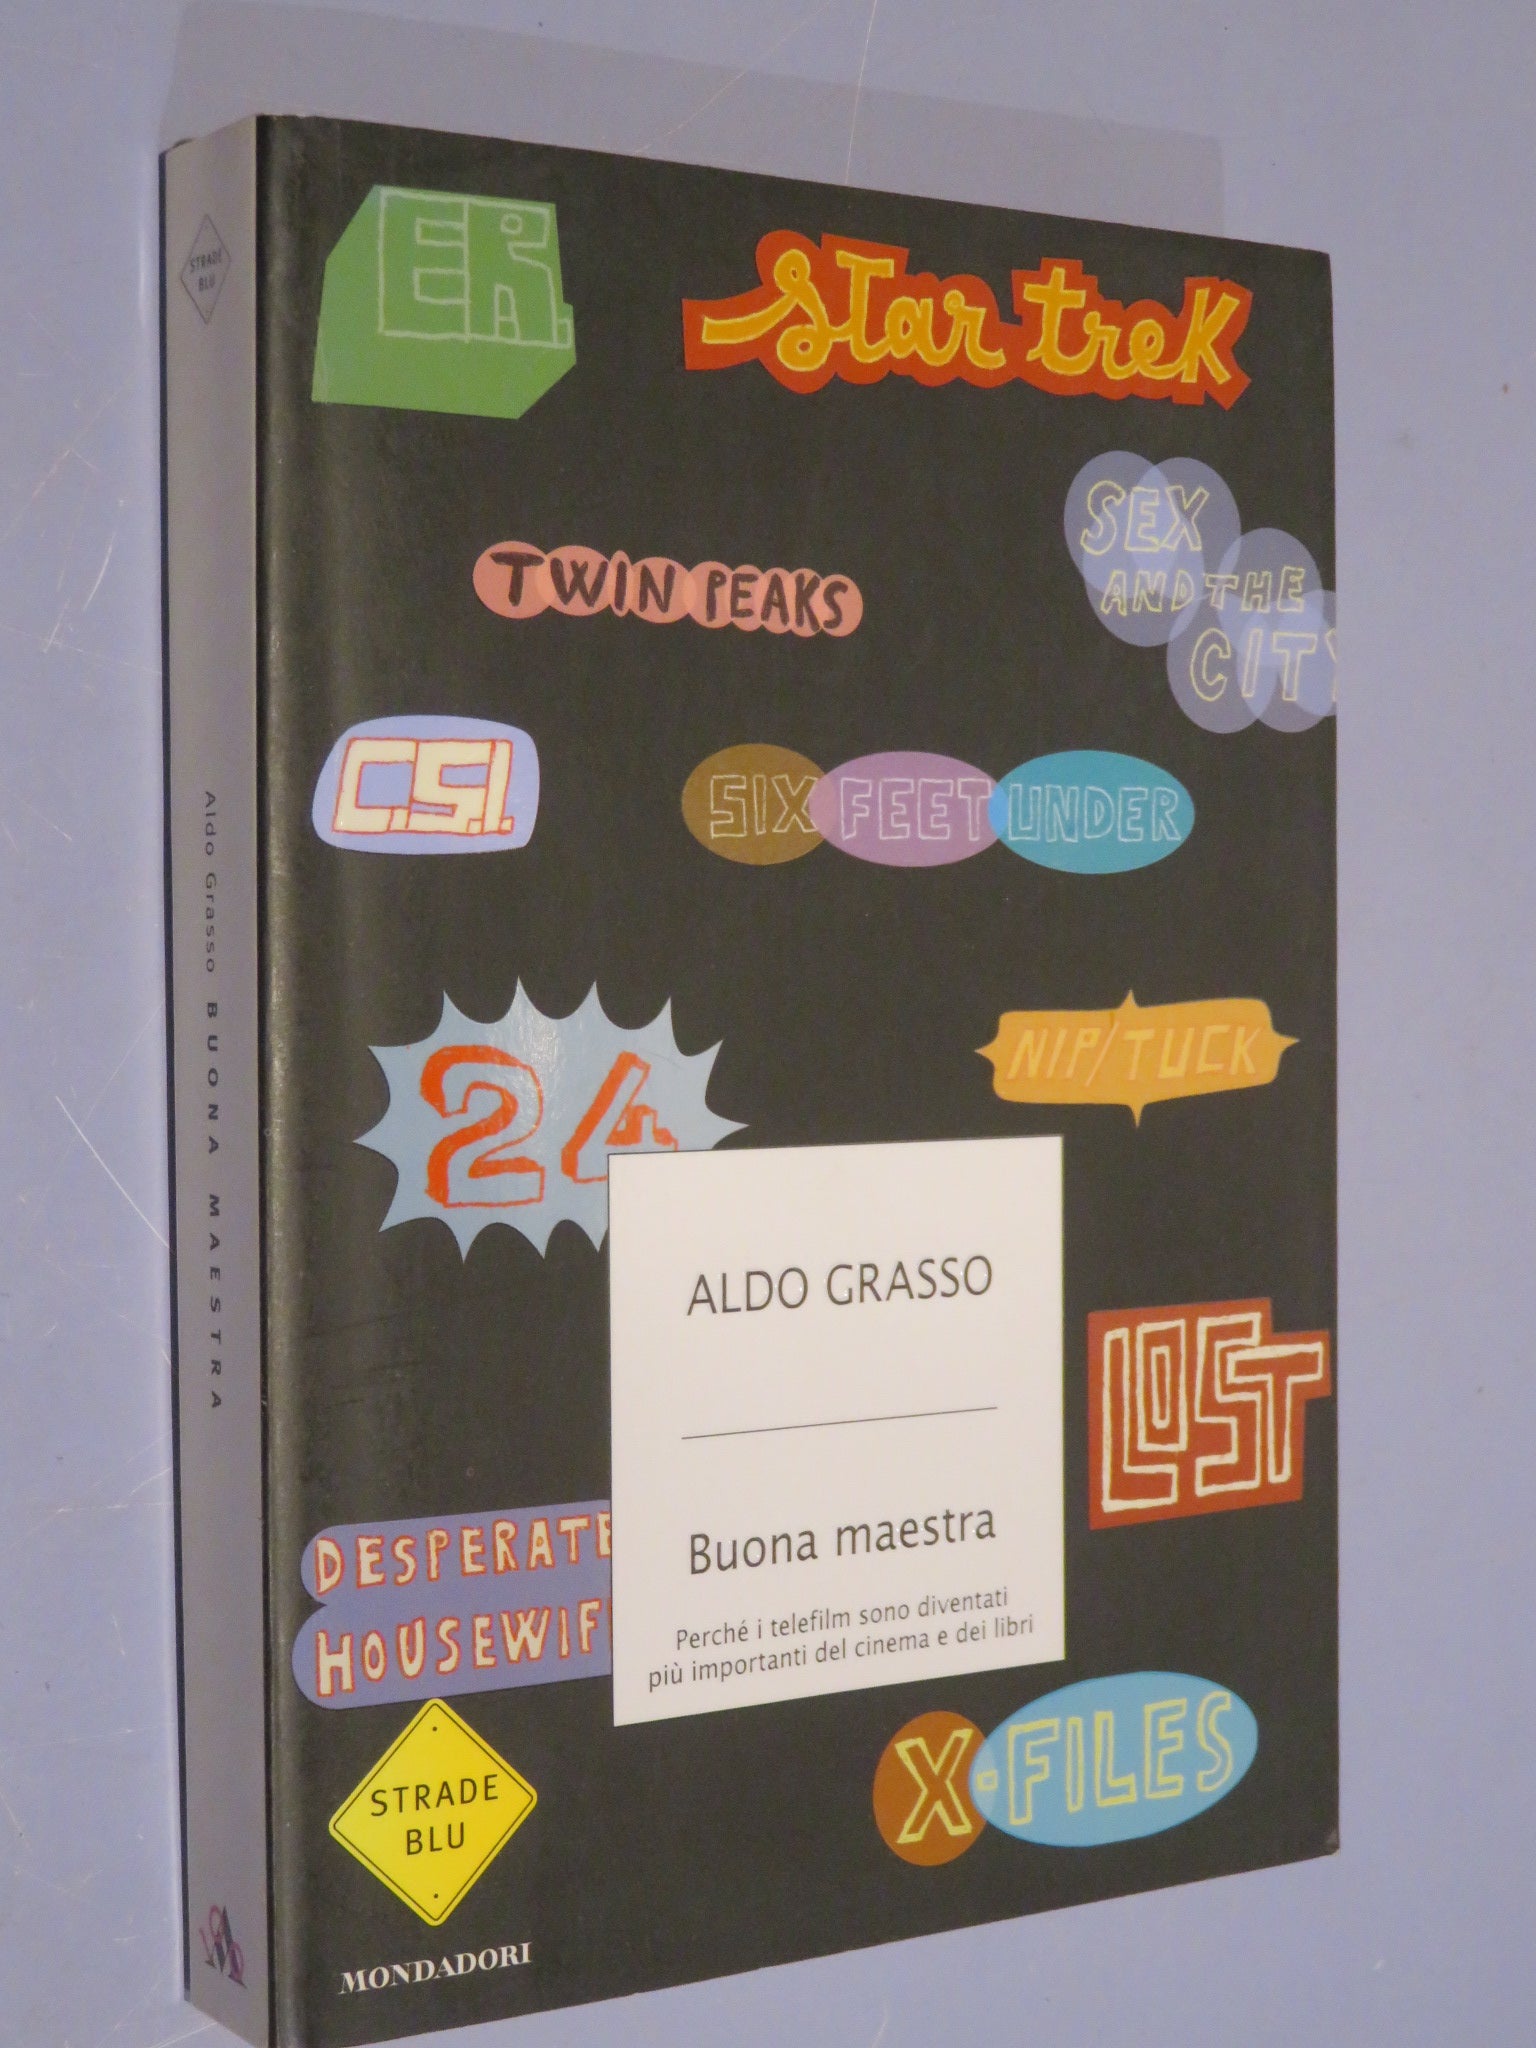 STRADE
BLU
Aldo Grasso BUONA MAESTRA
E.R.
Star trek
TWIN PEAKS
SEX
AND THE
CITY
C.S.I.
SIX FEET UNDER
24
NIP/TUCK
ALDO GRASSO
Buona maestra
Perché i telefilm sono diventati
più importanti del cinema e dei libri
LOST
DESPERATE
HOUSEWIF
X-FILES
STRADE
BLU
MONDADORI